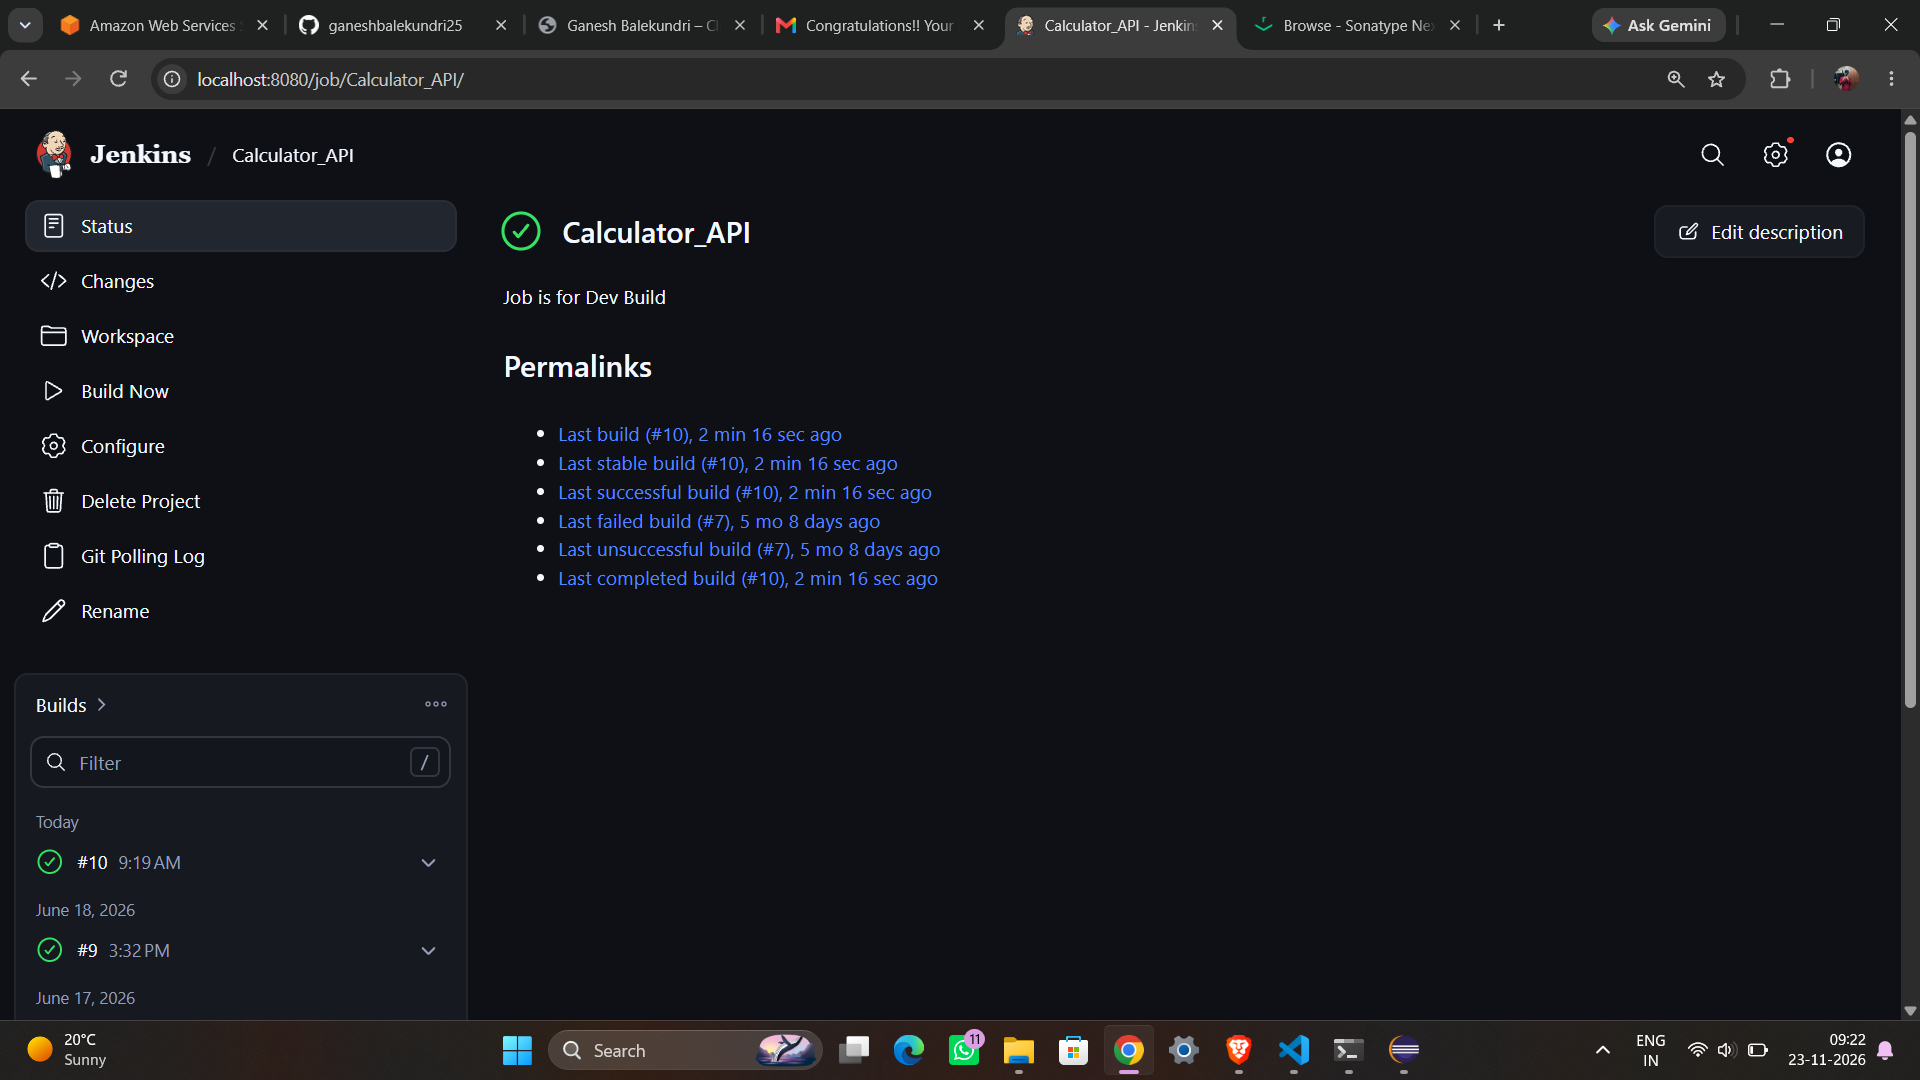 Amazon Web Services
ganeshbalekundri25
Ganesh Balekundri – Cl
Congratulations!! Your
Calculator_API - Jenkins
Browse - Sonatype Nex
Ask Gemini
localhost:8080/job/Calculator_API/
Jenkins / Calculator_API
Status
Changes
Workspace
Build Now
Configure
Delete Project
Git Polling Log
Rename
Calculator_API
Edit description
Job is for Dev Build
Permalinks
Last build (#10), 2 min 16 sec ago
Last stable build (#10), 2 min 16 sec ago
Last successful build (#10), 2 min 16 sec ago
Last failed build (#7), 5 mo 8 days ago
Last unsuccessful build (#7), 5 mo 8 days ago
Last completed build (#10), 2 min 16 sec ago
Builds
Filter /
Today
#10 9:19 AM
June 18, 2026
#9 3:32 PM
June 17, 2026
20°C
Sunny
Search
11
ENG
IN
09:22
23-11-2026